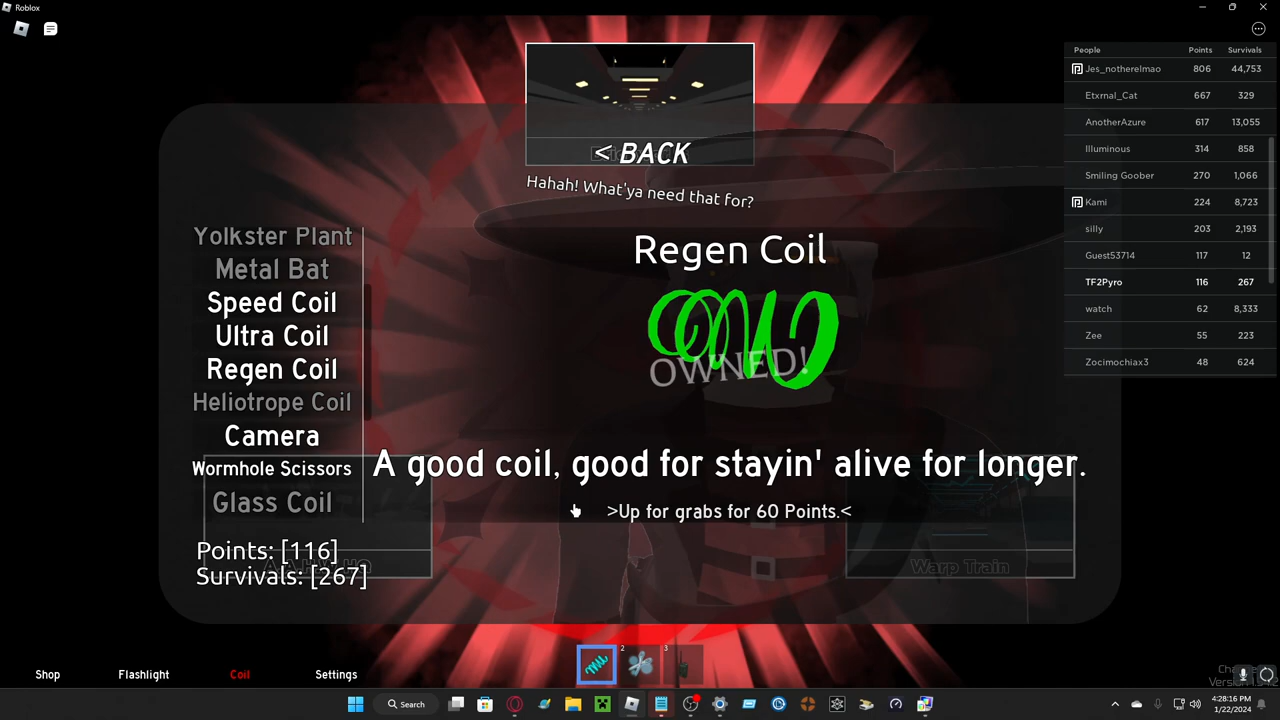 Roblox
< BACK
Hahah! What'ya need that for?
People Points Survivals
Jes_notherelmao 806 44,753
Etxrnal_Cat 667 329
AnotherAzure 617 13,055
Illuminous 314 858
Smiling Goober 270 1,066
Kami 224 8,723
silly 203 2,193
Guest53714 117 12
TF2Pyro 116 267
watch 62 8,333
Zee 55 223
Zocimochiax3 48 624
Yolkster Plant
Metal Bat
Speed Coil
Ultra Coil
Regen Coil
Heliotrope Coil
Camera
Wormhole Scissors
Glass Coil
Regen Coil
OWNED!
A good coil, good for stayin' alive for longer.
>Up for grabs for 60 Points.<
Points: [116]
Survivals: [267]
Warp Train
2
3
Shop
Flashlight
Coil
Settings
Search
4:28:16 PM
1/22/2024